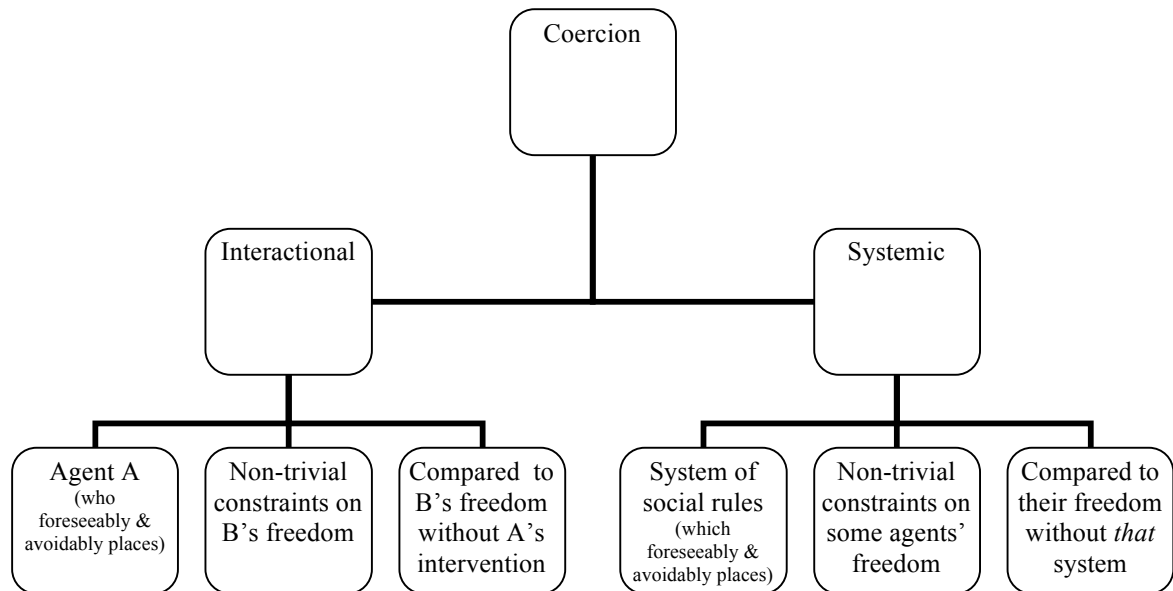 Coercion
Interactional
Systemic
Agent A
(who
foreseeably &
avoidably places)
Non-trivial
constraints on
B’s freedom
Compared to
B’s freedom
without A’s
intervention
System of
social rules
(which
foreseeably &
avoidably places)
Non-trivial
constraints on
some agents’
freedom
Compared to
their freedom
without that
system